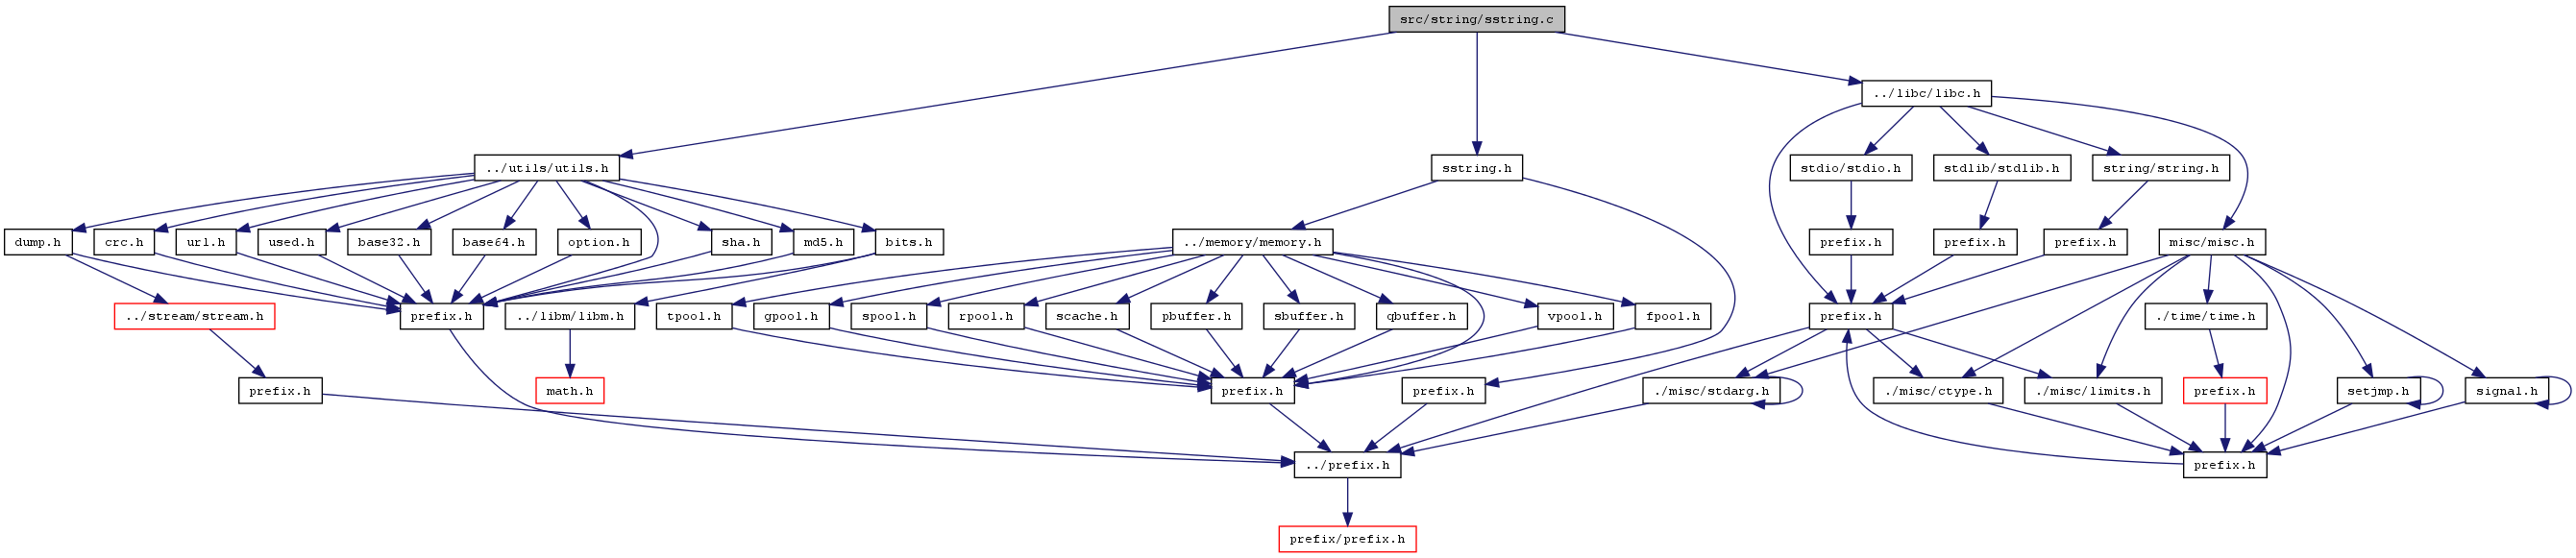 src/string/sstring.c
../libc/libc.h
../utils/utils.h
sstring.h
stdio/stdio.h
stdlib/stdlib.h
string/string.h
dump.h
crc.h
url.h
used.h
base32.h
base64.h
option.h
sha.h
md5.h
bits.h
../memory/memory.h
prefix.h
prefix.h
prefix.h
misc/misc.h
../stream/stream.h
prefix.h
../libm/libm.h
tpool.h
gpool.h
spool.h
rpool.h
scache.h
pbuffer.h
sbuffer.h
qbuffer.h
vpool.h
fpool.h
prefix.h
./time/time.h
prefix.h
math.h
prefix.h
prefix.h
./misc/stdarg.h
./misc/ctype.h
./misc/limits.h
prefix.h
setjmp.h
signal.h
../prefix.h
prefix.h
prefix/prefix.h